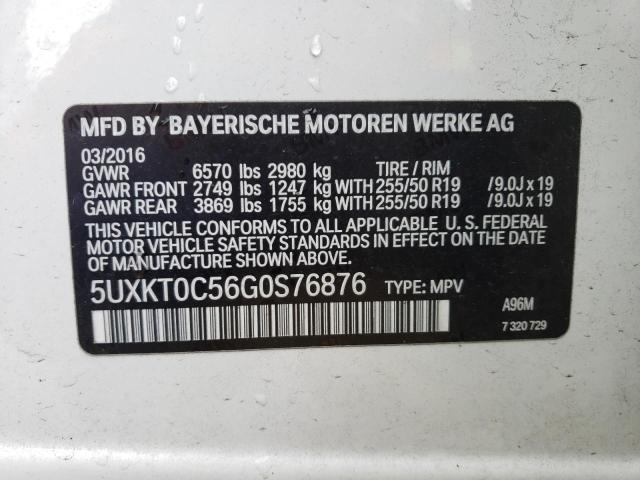 MFD BY BAYERISCHE MOTOREN WERKE AG
03/2016
GVWR 6570 lbs 2980 kg TIRE / RIM
GAWR FRONT 2749 lbs 1247 kg WITH 255/50 R19 /9.0J x 19
GAWR REAR 3869 lbs 1755 kg WITH 255/50 R19 /9.0J x 19
THIS VEHICLE CONFORMS TO ALL APPLICABLE U. S. FEDERAL
MOTOR VEHICLE SAFETY STANDARDS IN EFFECT ON THE DATE
OF MANUFACTURE SHOWN ABOVE.
5UXKT0C56G0S76876 TYPE: MPV
A96M
7 320 729